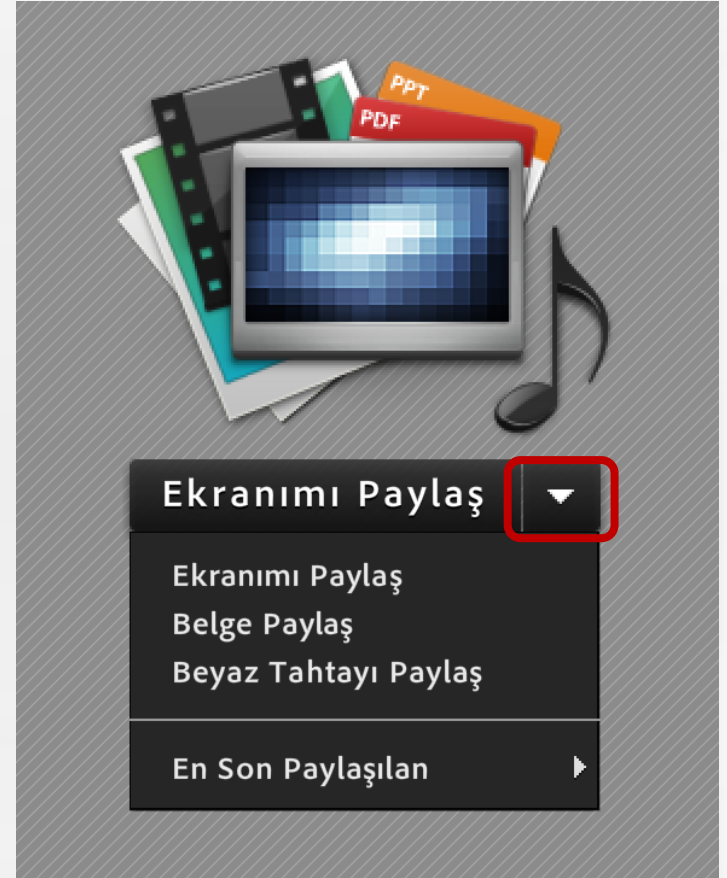 PPT
PDF
Ekranımı Paylaş
Ekranımı Paylaş
Belge Paylaş
Beyaz Tahtayı Paylaş
En Son Paylaşılan